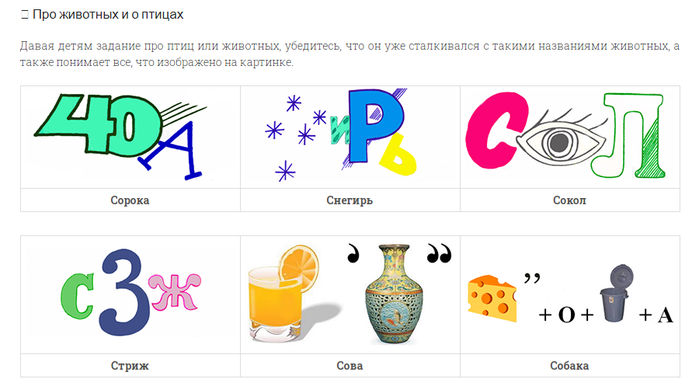 Про животных и о птицах
Давая детям задание про птиц или животных, убедитесь, что он уже сталкивался с такими названиями животных, а
также понимает все, что изображено на картинке.
40 А
и Р Ь
С Л
Сорока
Снегирь
Сокол
с 3 ж
’ ’’
’’ + О + + А
Стриж
Сова
Собака